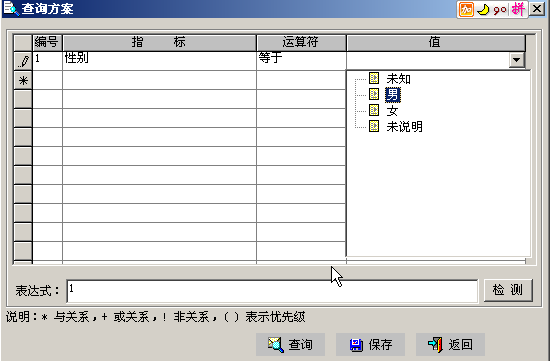 查询方案
加 拼
编号 指 标 运算符 值
1 性别 等于
未知
男
女
未说明
表达式： 1 检 测
说明：* 与关系，+ 或关系，! 非关系，( ) 表示优先级
查询 保存 返回